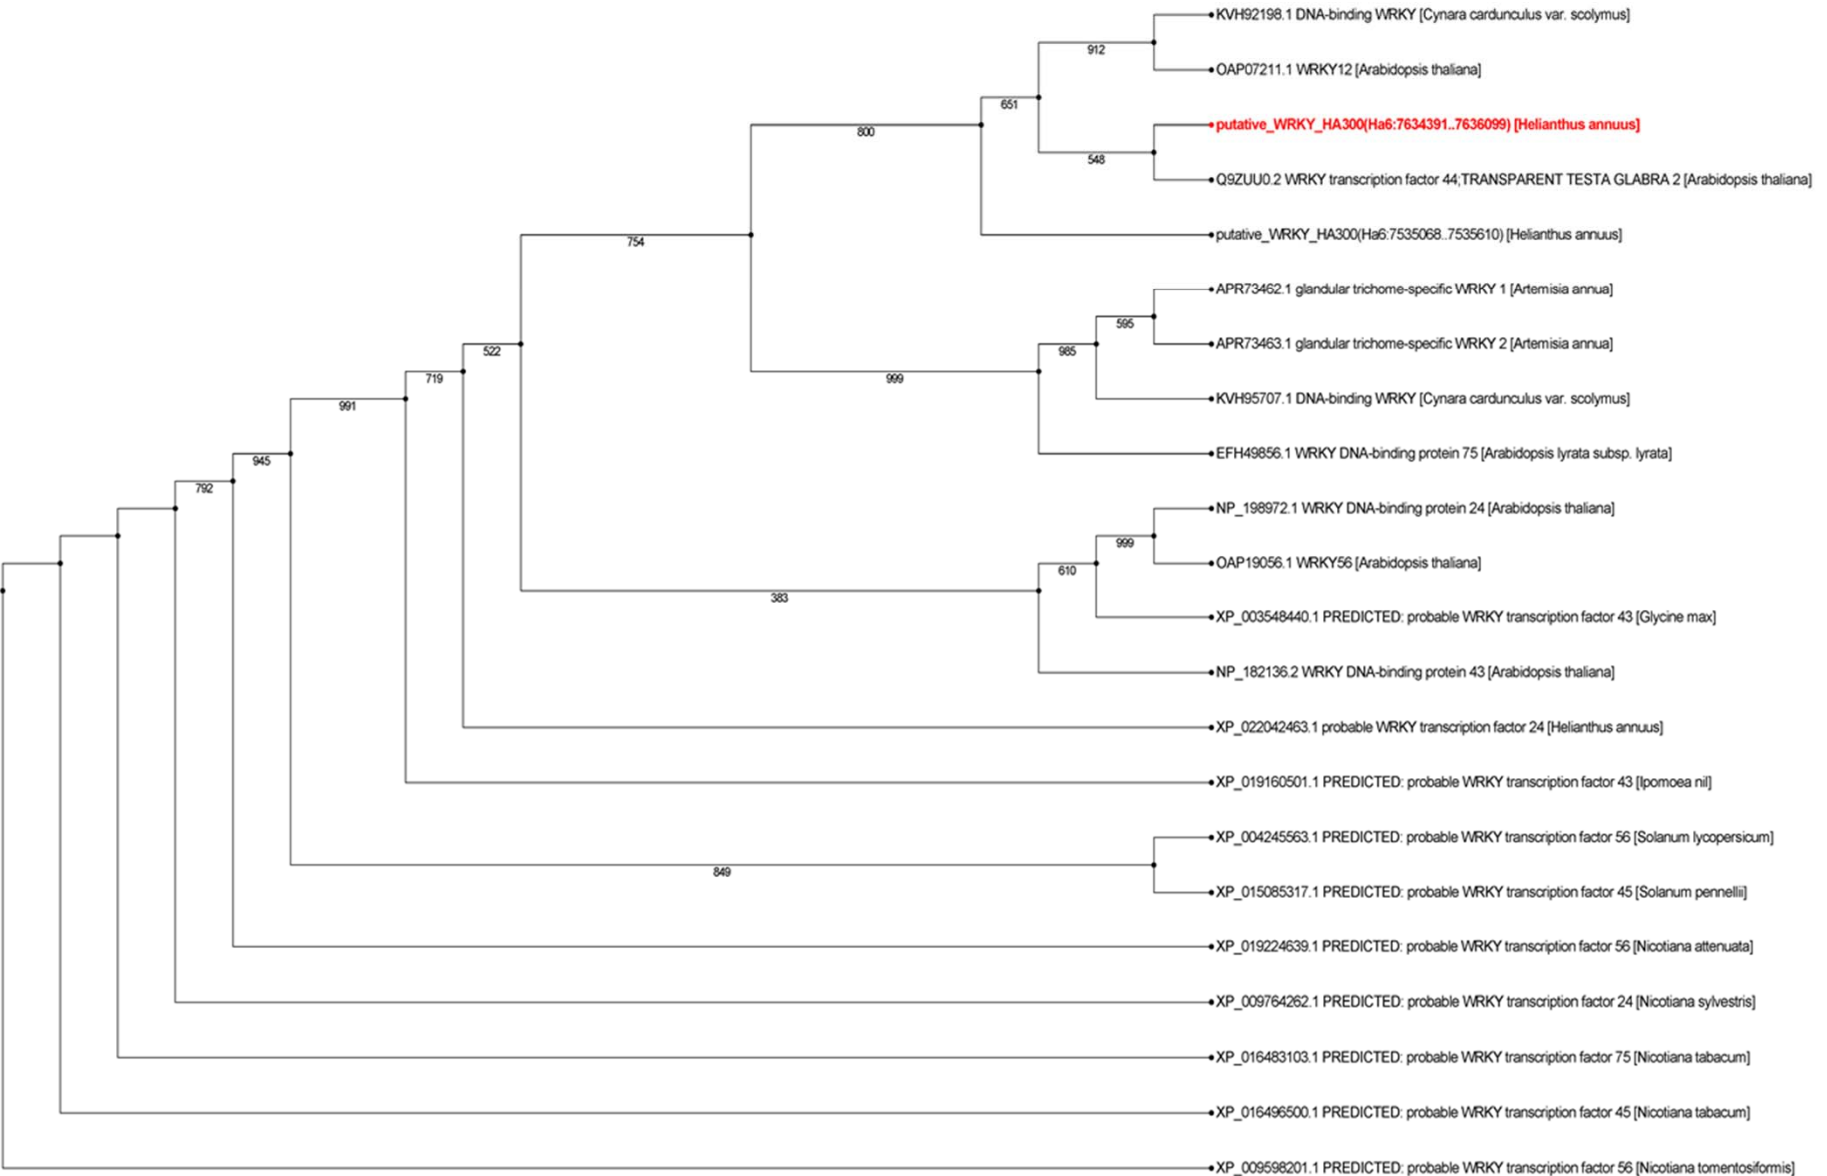 KVH92198.1 DNA-binding WRKY [Cynara cardunculus var. scolymus]
912
OAP07211.1 WRKY12 [Arabidopsis thaliana]
651
putative_WRKY_HA300(Ha6:7634391..7636099) [Helianthus annuus]
800
548
Q9ZUU0.2 WRKY transcription factor 44;TRANSPARENT TESTA GLABRA 2 [Arabidopsis thaliana]
putative_WRKY_HA300(Ha6:7535068..7535610) [Helianthus annuus]
754
APR73462.1 glandular trichome-specific WRKY 1 [Artemisia annua]
595
APR73463.1 glandular trichome-specific WRKY 2 [Artemisia annua]
522
985
719
999
KVH95707.1 DNA-binding WRKY [Cynara cardunculus var. scolymus]
991
EFH49856.1 WRKY DNA-binding protein 75 [Arabidopsis lyrata subsp. lyrata]
945
792
NP_198972.1 WRKY DNA-binding protein 24 [Arabidopsis thaliana]
999
OAP19056.1 WRKY56 [Arabidopsis thaliana]
610
383
XP_003548440.1 PREDICTED: probable WRKY transcription factor 43 [Glycine max]
NP_182136.2 WRKY DNA-binding protein 43 [Arabidopsis thaliana]
XP_022042463.1 probable WRKY transcription factor 24 [Helianthus annuus]
XP_019160501.1 PREDICTED: probable WRKY transcription factor 43 [Ipomoea nil]
XP_004245563.1 PREDICTED: probable WRKY transcription factor 56 [Solanum lycopersicum]
849
XP_015085317.1 PREDICTED: probable WRKY transcription factor 45 [Solanum pennellii]
XP_019224639.1 PREDICTED: probable WRKY transcription factor 56 [Nicotiana attenuata]
XP_009764262.1 PREDICTED: probable WRKY transcription factor 24 [Nicotiana sylvestris]
XP_016483103.1 PREDICTED: probable WRKY transcription factor 75 [Nicotiana tabacum]
XP_016496500.1 PREDICTED: probable WRKY transcription factor 45 [Nicotiana tabacum]
XP_009598201.1 PREDICTED: probable WRKY transcription factor 56 [Nicotiana tomentosiformis]